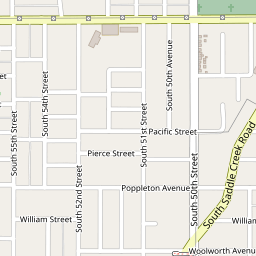 South 50th Avenue
South 54th Street
South 51st Street
Pacific Street
South 55th Street
Pierce Street
South Saddle Creek Road
South 52nd Street
Poppleton Avenue
South 50th Street
William Street
William
Woolworth Avenue